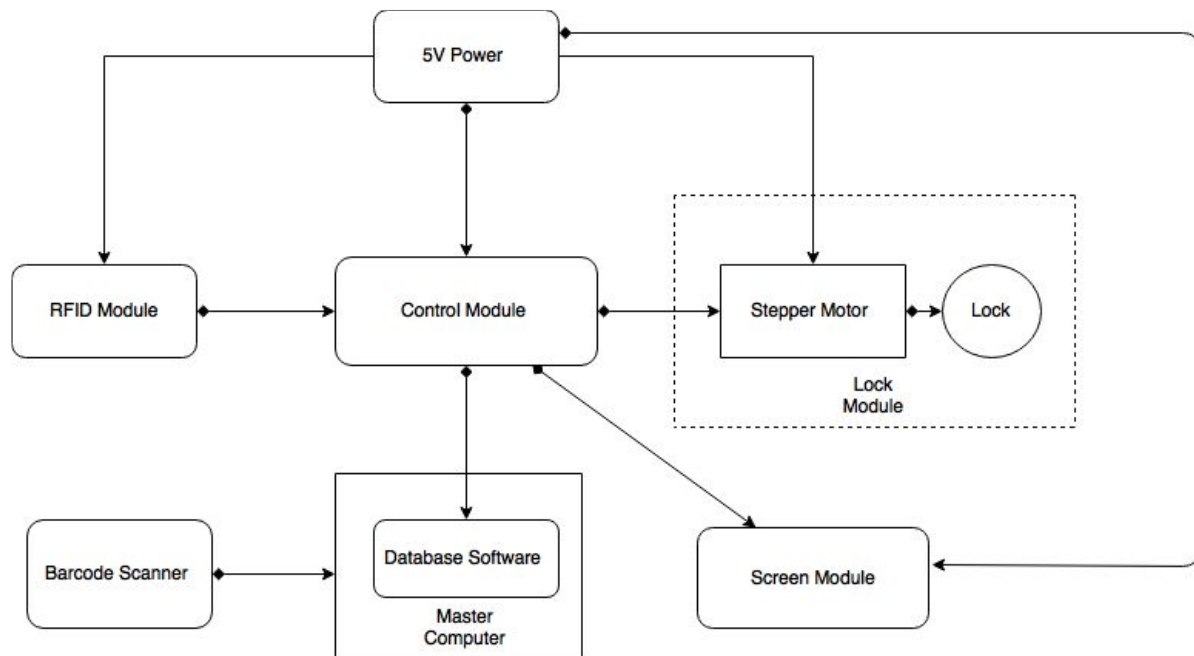 5V Power
RFID Module
Control Module
Stepper Motor
Lock
Lock
Module
Barcode Scanner
Database Software
Master
Computer
Screen Module